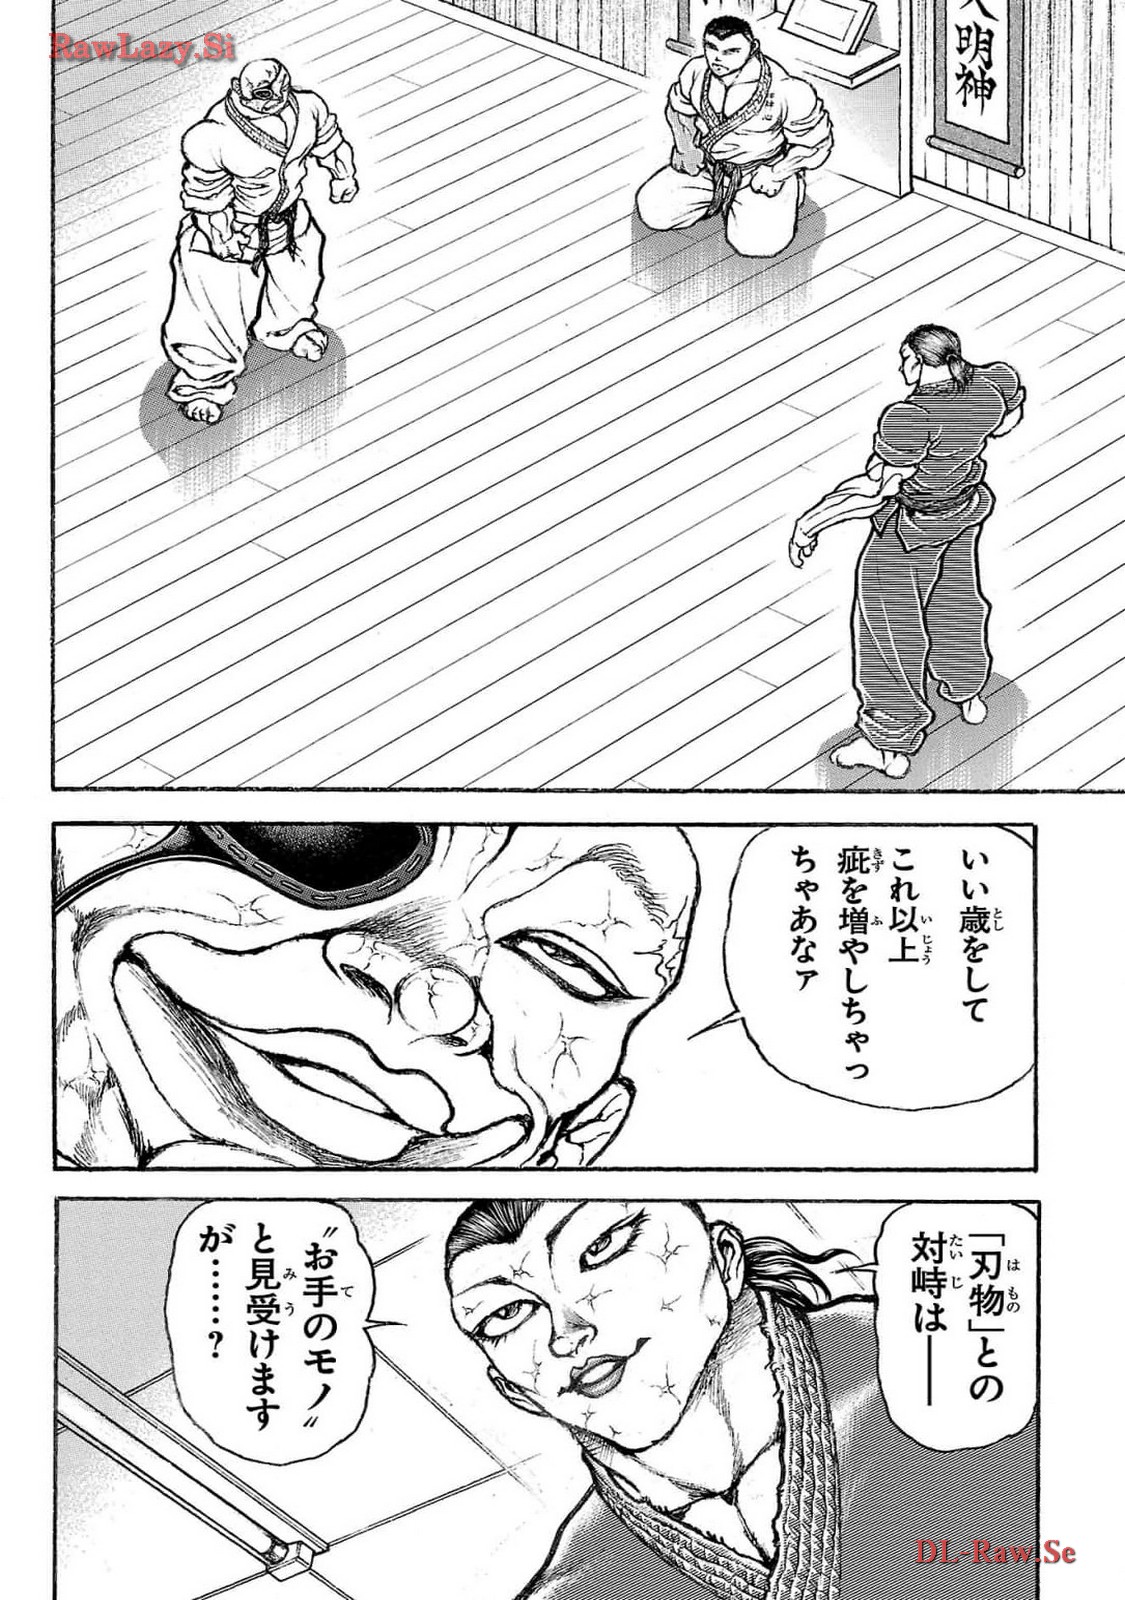 RawLazy.Si
大明神
いい歳をして
これ以上
疵を増やしちゃっ
ちゃあなァ
「刃物」との
対峙は――
〝お手のモノ〟
と見受けます
が……?
DL-Raw.Se